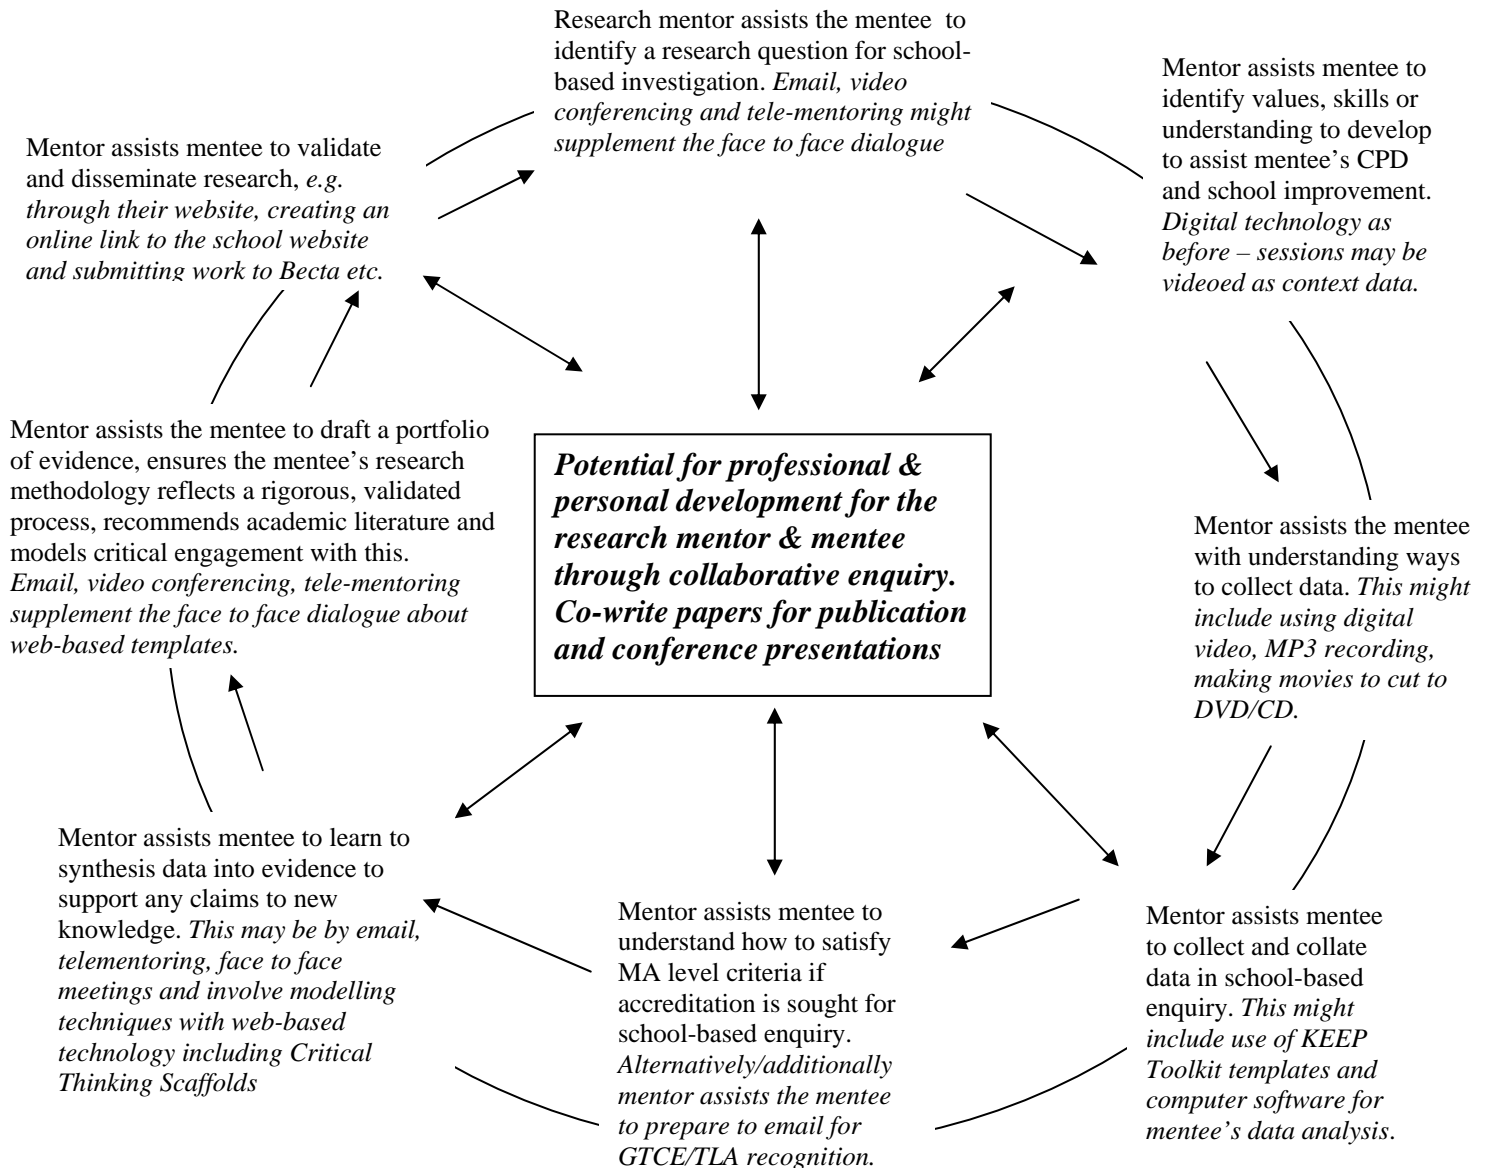 Research mentor assists the mentee  to
identify a research question for school-
based investigation. Email, video
conferencing and tele-mentoring might
supplement the face to face dialogue
Mentor assists mentee to
identify values, skills or
understanding to develop
to assist mentee’s CPD
and school improvement.
Digital technology as
before – sessions may be
videoed as context data.
Mentor assists the mentee
with understanding ways
to collect data. This might
include using digital
video, MP3 recording,
making movies to cut to
DVD/CD.
Mentor assists mentee
to collect and collate
data in school-based
enquiry. This might
include use of KEEP
Toolkit templates and
computer software for
mentee’s data analysis.
Mentor assists mentee to
understand how to satisfy
MA level criteria if
accreditation is sought for
school-based enquiry.
Alternatively/additionally
mentor assists the mentee
to prepare to email for
GTCE/TLA recognition.
Mentor assists mentee to learn to
synthesis data into evidence to
support any claims to new
knowledge. This may be by email,
telementoring, face to face
meetings and involve modelling
techniques with web-based
technology including Critical
Thinking Scaffolds
Mentor assists the mentee to draft a portfolio
of evidence, ensures the mentee’s research
methodology reflects a rigorous, validated
process, recommends academic literature and
models critical engagement with this.
Email, video conferencing, tele-mentoring
supplement the face to face dialogue about
web-based templates.
Mentor assists mentee to validate
and disseminate research, e.g.
through their website, creating an
online link to the school website
and submitting work to Becta etc.
Potential for professional &
personal development for the
research mentor & mentee
through collaborative enquiry.
Co-write papers for publication
and conference presentations